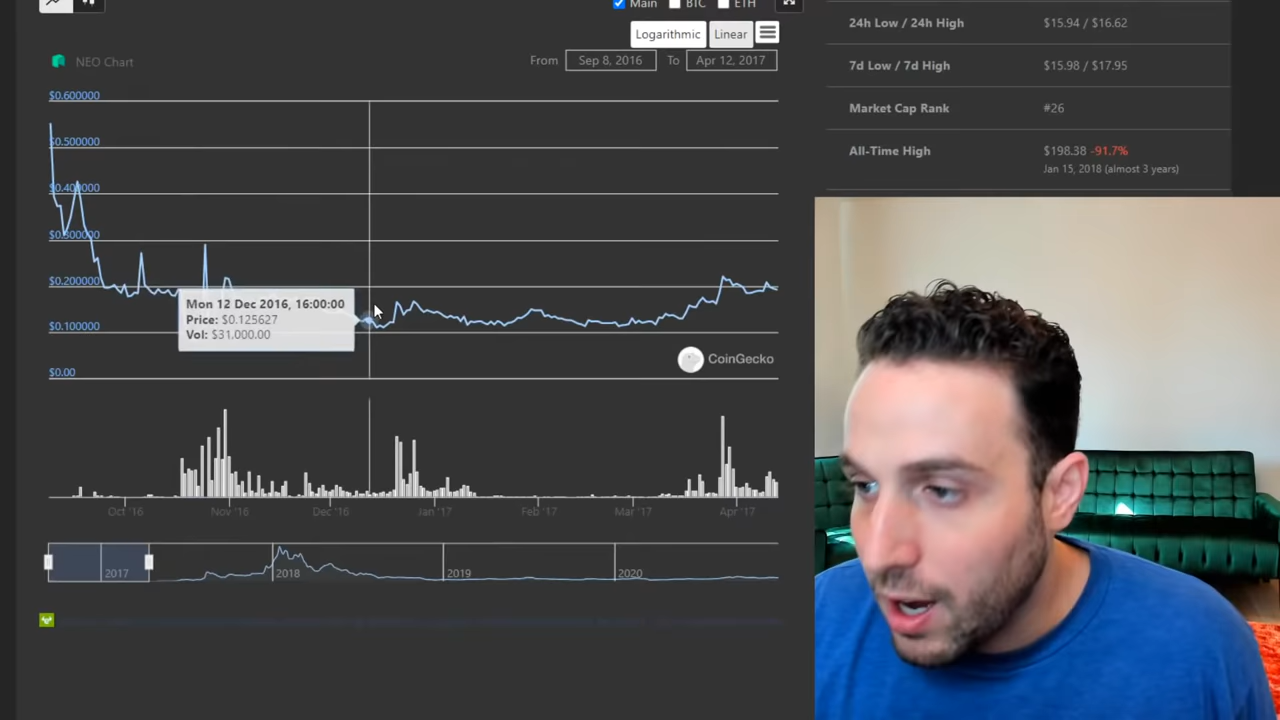 Main BTC ETH
Logarithmic Linear
NEO Chart From Sep 8, 2016 To Apr 12, 2017
$0.600000
$0.500000
$0.400000
$0.300000
$0.200000
$0.100000
$0.00
Mon 12 Dec 2016, 16:00:00
Price: $0.125627
Vol: $31,000.00
CoinGecko
Oct '16 Nov '16 Dec '16 Jan '17 Feb '17 Mar '17 Apr '17
2017 2018 2019 2020
24h Low / 24h High $15.94 / $16.62
7d Low / 7d High $15.98 / $17.95
Market Cap Rank #26
All-Time High $198.38 -91.7%
Jan 15, 2018 (almost 3 years)